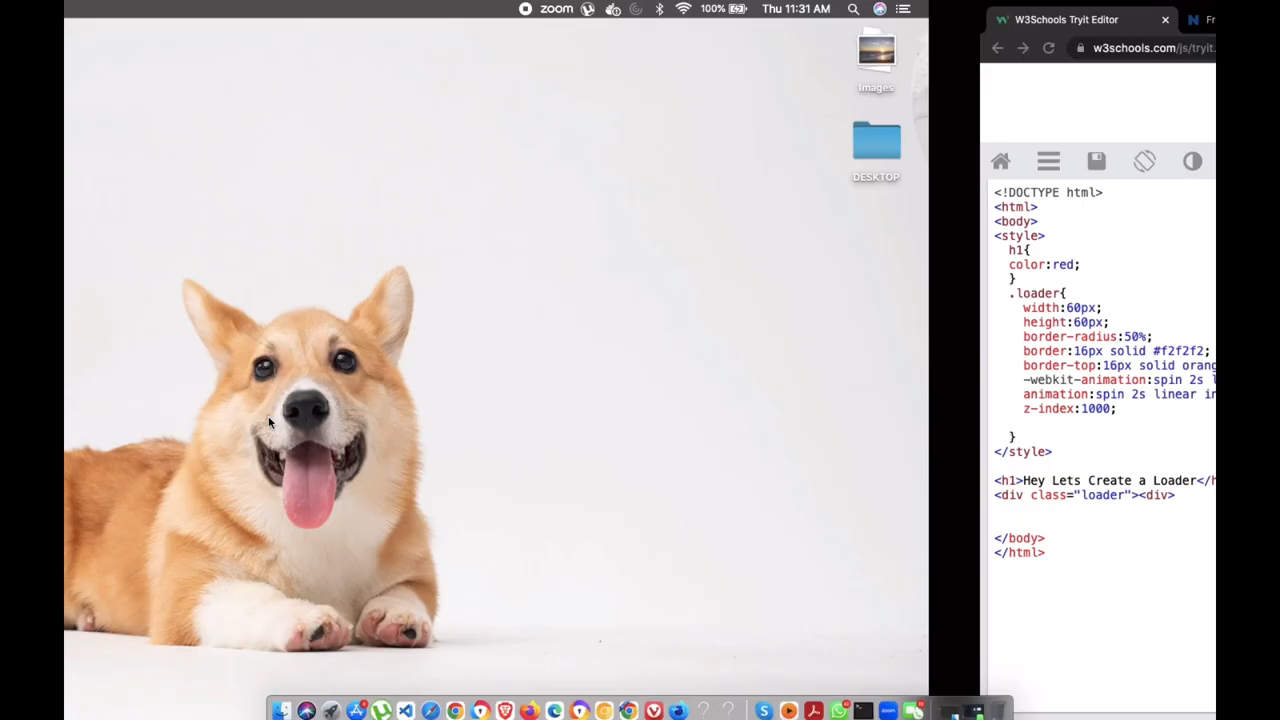 zoom 100% Thu 11:31 AM
Images
DESKTOP
W3Schools Tryit Editor
w3schools.com/js/tryit.
<!DOCTYPE html>
<html>
<body>
<style>
h1{
color:red;
}
.loader{
width:60px;
height:60px;
border-radius:50%;
border:16px solid #f2f2f2;
border-top:16px solid orang
-webkit-animation:spin 2s l
animation:spin 2s linear in
z-index:1000;
}
</style>
<h1>Hey Lets Create a Loader</h
<div class="loader"><div>
</body>
</html>